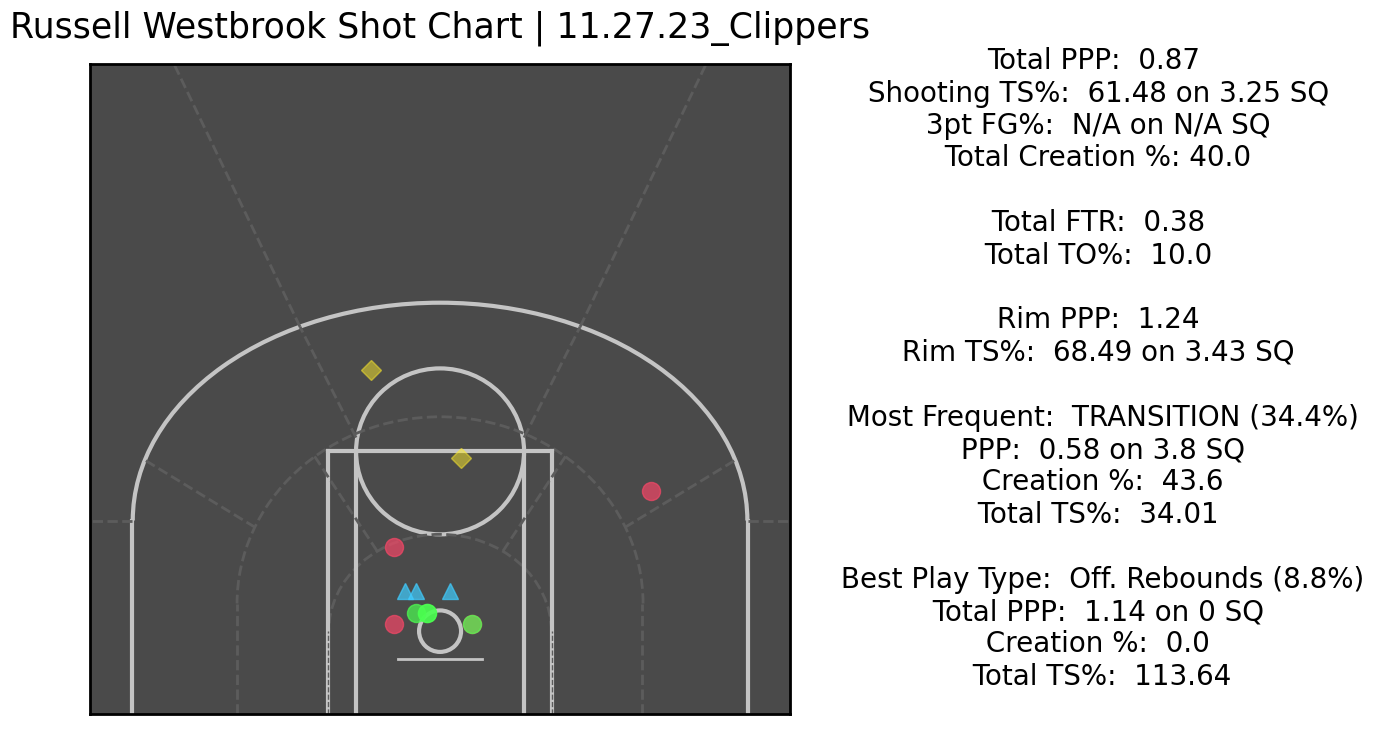 Russell Westbrook Shot Chart | 11.27.23_Clippers
Total PPP:  0.87
Shooting TS%:  61.48 on 3.25 SQ
3pt FG%:  N/A on N/A SQ
Total Creation %: 40.0
Total FTR:  0.38
Total TO%:  10.0
Rim PPP:  1.24
Rim TS%:  68.49 on 3.43 SQ
Most Frequent:  TRANSITION (34.4%)
PPP:  0.58 on 3.8 SQ
Creation %:  43.6
Total TS%:  34.01
Best Play Type:  Off. Rebounds (8.8%)
Total PPP:  1.14 on 0 SQ
Creation %:  0.0
Total TS%:  113.64